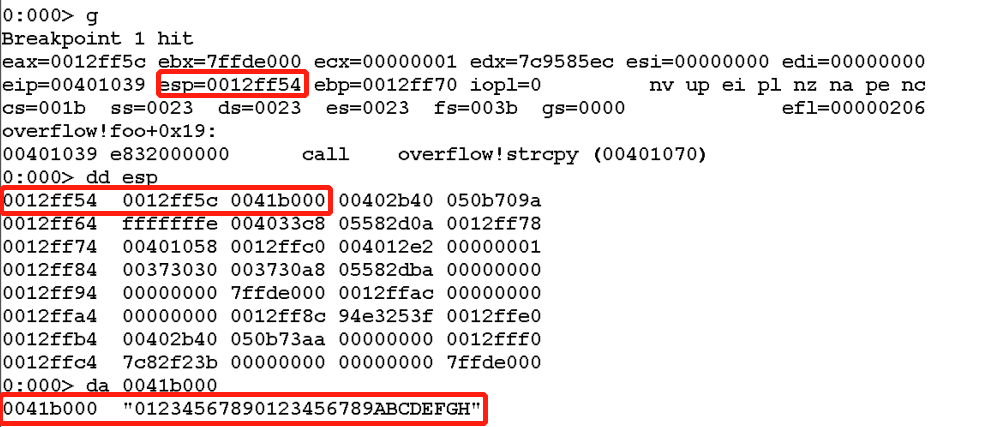 0:000> g
Breakpoint 1 hit
eax=0012ff5c ebx=7ffde000 ecx=00000001 edx=7c9585ec esi=00000000 edi=00000000
eip=00401039 esp=0012ff54 ebp=0012ff70 iopl=0 nv up ei pl nz na pe nc
cs=001b ss=0023 ds=0023 es=0023 fs=003b gs=0000 efl=00000206
overflow!foo+0x19:
00401039 e832000000 call overflow!strcpy (00401070)
0:000> dd esp
0012ff54 0012ff5c 0041b000 00402b40 050b709a
0012ff64 fffffffe 004033c8 05582d0a 0012ff78
0012ff74 00401058 0012ffc0 004012e2 00000001
0012ff84 00373030 003730a8 05582dba 00000000
0012ff94 00000000 7ffde000 0012ffac 00000000
0012ffa4 00000000 0012ff8c 94e3253f 0012ffe0
0012ffb4 00402b40 050b73aa 00000000 0012fff0
0012ffc4 7c82f23b 00000000 00000000 7ffde000
0:000> da 0041b000
0041b000 "01234567890123456789ABCDEFGH"